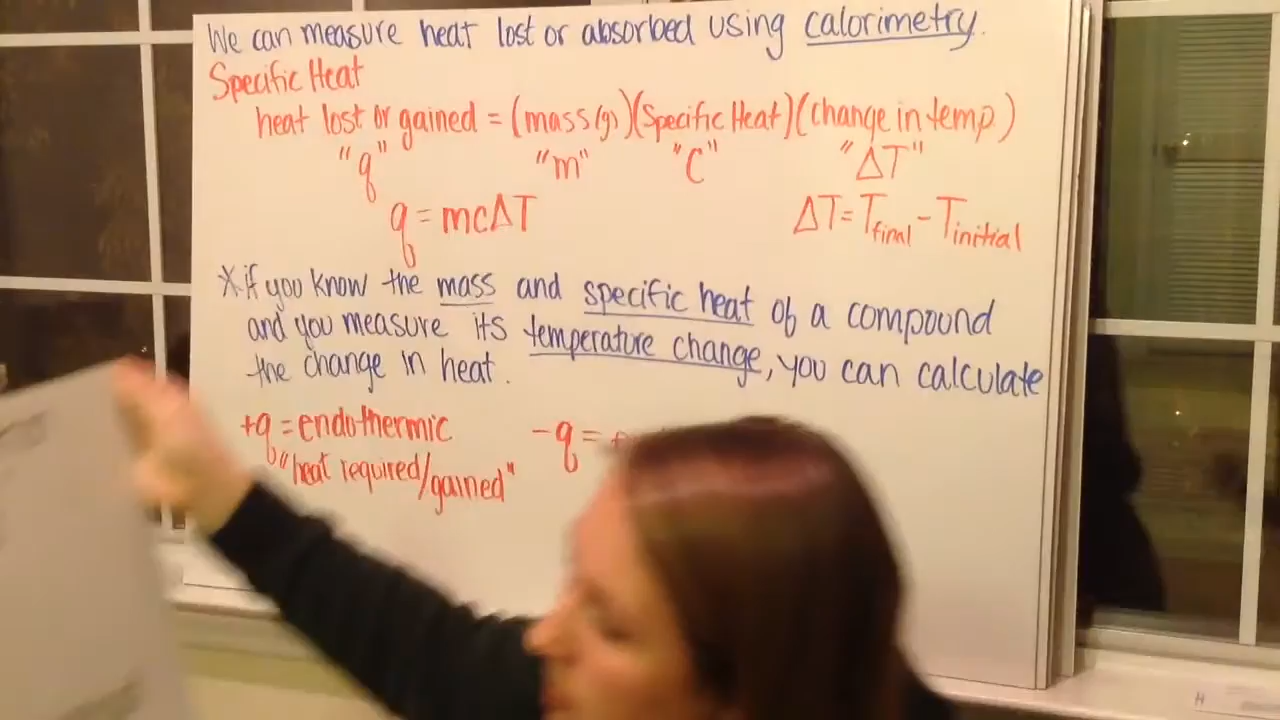 We can measure heat lost or absorbed using calorimetry.
Specific Heat
heat lost or gained = (mass(g))(Specific Heat)(change in temp)
"q" "m" "C" "ΔT"
q = mcΔT ΔT = Tfinal - Tinitial
*if you know the mass and specific heat of a compound
and you measure its temperature change, you can calculate
the change in heat.
+q = endothermic -q =
"heat required/gained"